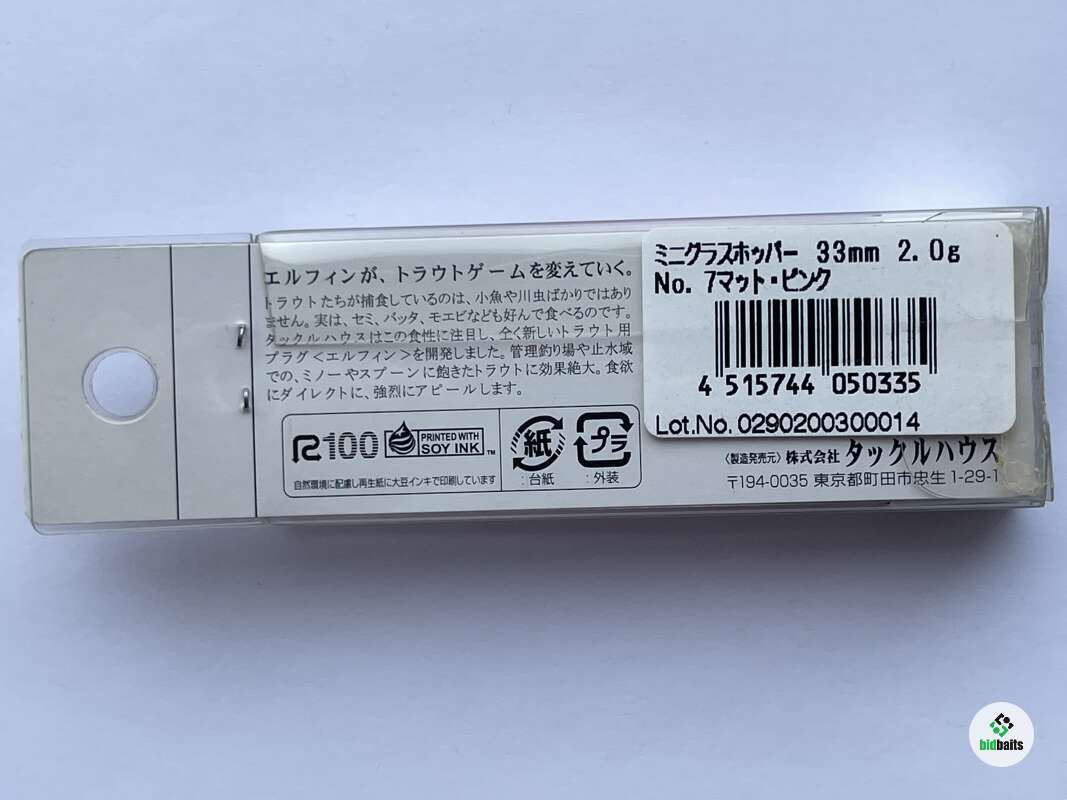 エルフィンが、トラウトゲームを変えていく。
トラウトたちが捕食しているのは、小魚や川虫ばかりではあり
ません。実は、セミ、バッタ、モエビなども好んで食べるのです。
タックルハウスはこの食性に注目し、全く新しいトラウト用
プラグ＜エルフィン＞を開発しました。管理釣り場や止水域
での、ミノーやスプーンに飽きたトラウトに効果絶大。食欲
にダイレクトに、強烈にアピールします。
R100
PRINTED WITH
SOY INK™
自然環境に配慮し再生紙に大豆インキで印刷しています
紙
：台紙
プラ
：外装
ミニグラスホッパー 33mm 2.0g
No. 7マット・ピンク
4 515744 050335
Lot.No. 0290200300014
〈製造発売元〉株式会社 タックルハウス
〒194-0035 東京都町田市忠生 1-29-1
bidbaits